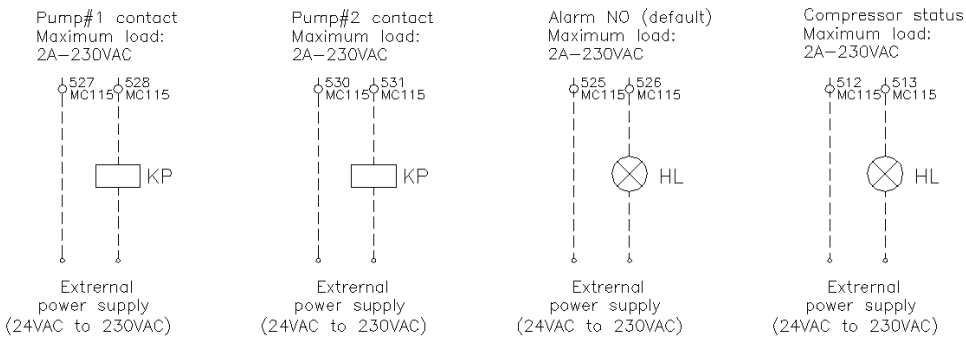 Pump#1 contact
Maximum load:
2A-230VAC
527 528
MC115 MC115
KP
Extrernal
power supply
(24VAC to 230VAC)
Pump#2 contact
Maximum load:
2A-230VAC
530 531
MC115 MC115
KP
Extrernal
power supply
(24VAC to 230VAC)
Alarm NO (default)
Maximum load:
2A-230VAC
525 526
MC115 MC115
HL
Extrernal
power supply
(24VAC to 230VAC)
Compressor status
Maximum load:
2A-230VAC
512 513
MC115 MC115
HL
Extrernal
power supply
(24VAC to 230VAC)